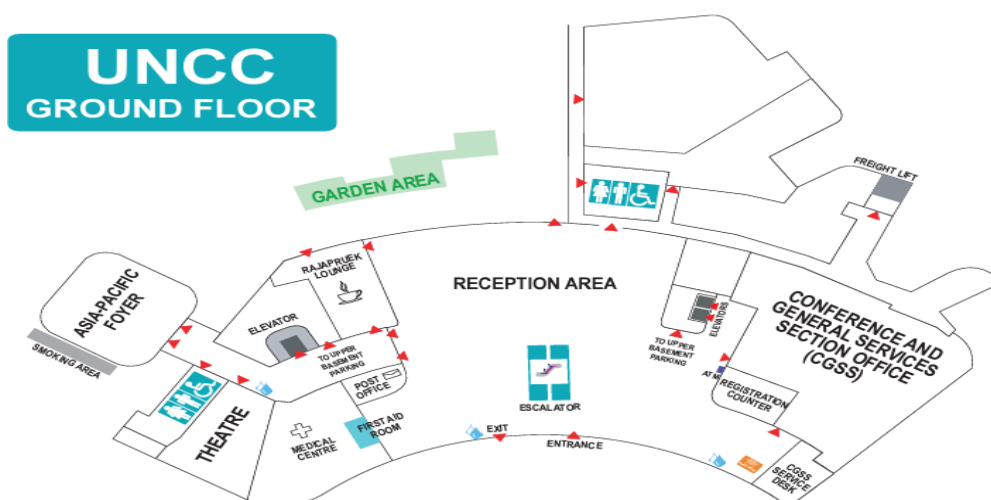 UNCC
GROUND FLOOR
GARDEN AREA
FREIGHT LIFT
RAJAPRUEK
LOUNGE
RECEPTION AREA
ASIA-PACIFIC
FOYER
SMOKING AREA
ELEVATOR
TO UPPER
BASEMENT
PARKING
ELEVATORS
TO UPPER
BASEMENT
PARKING
CONFERENCE AND
GENERAL SERVICES
SECTION OFFICE
(CGSS)
ATM
REGISTRATION
COUNTER
POST
OFFICE
ESCALATOR
THEATRE
MEDICAL
CENTRE
FIRST AID
ROOM
EXIT
ENTRANCE
CGSS
SERVICE
DESK